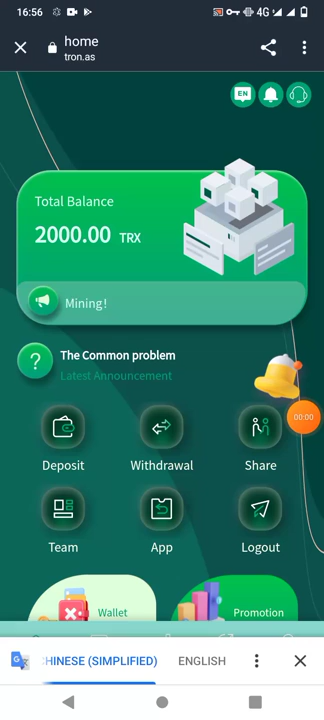 16:56
4G
home
tron.as
EN
Total Balance
2000.00 TRX
Mining!
?
The Common problem
Latest Announcement
00:00
Deposit
Withdrawal
Share
Team
App
Logout
Wallet
Promotion
CHINESE (SIMPLIFIED)
ENGLISH